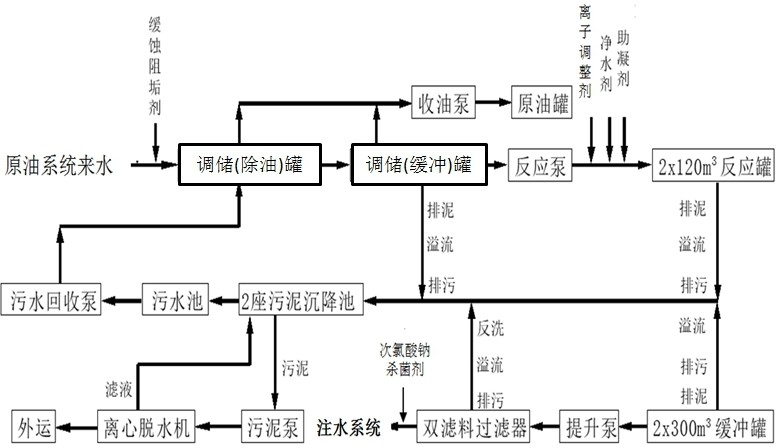 缓蚀阻垢剂
离子调整剂
净水剂
助凝剂
收油泵
原油罐
原油系统来水
调储(除油)罐
调储(缓冲)罐
反应泵
2x120m³反应罐
排泥
溢流
排污
排泥
溢流
排污
污水回收泵
污水池
2座污泥沉降池
反洗
溢流
排污
溢流
排污
排泥
次氯酸钠
杀菌剂
滤液
污泥
外运
离心脱水机
污泥泵
注水系统
双滤料过滤器
提升泵
2x300m³缓冲罐